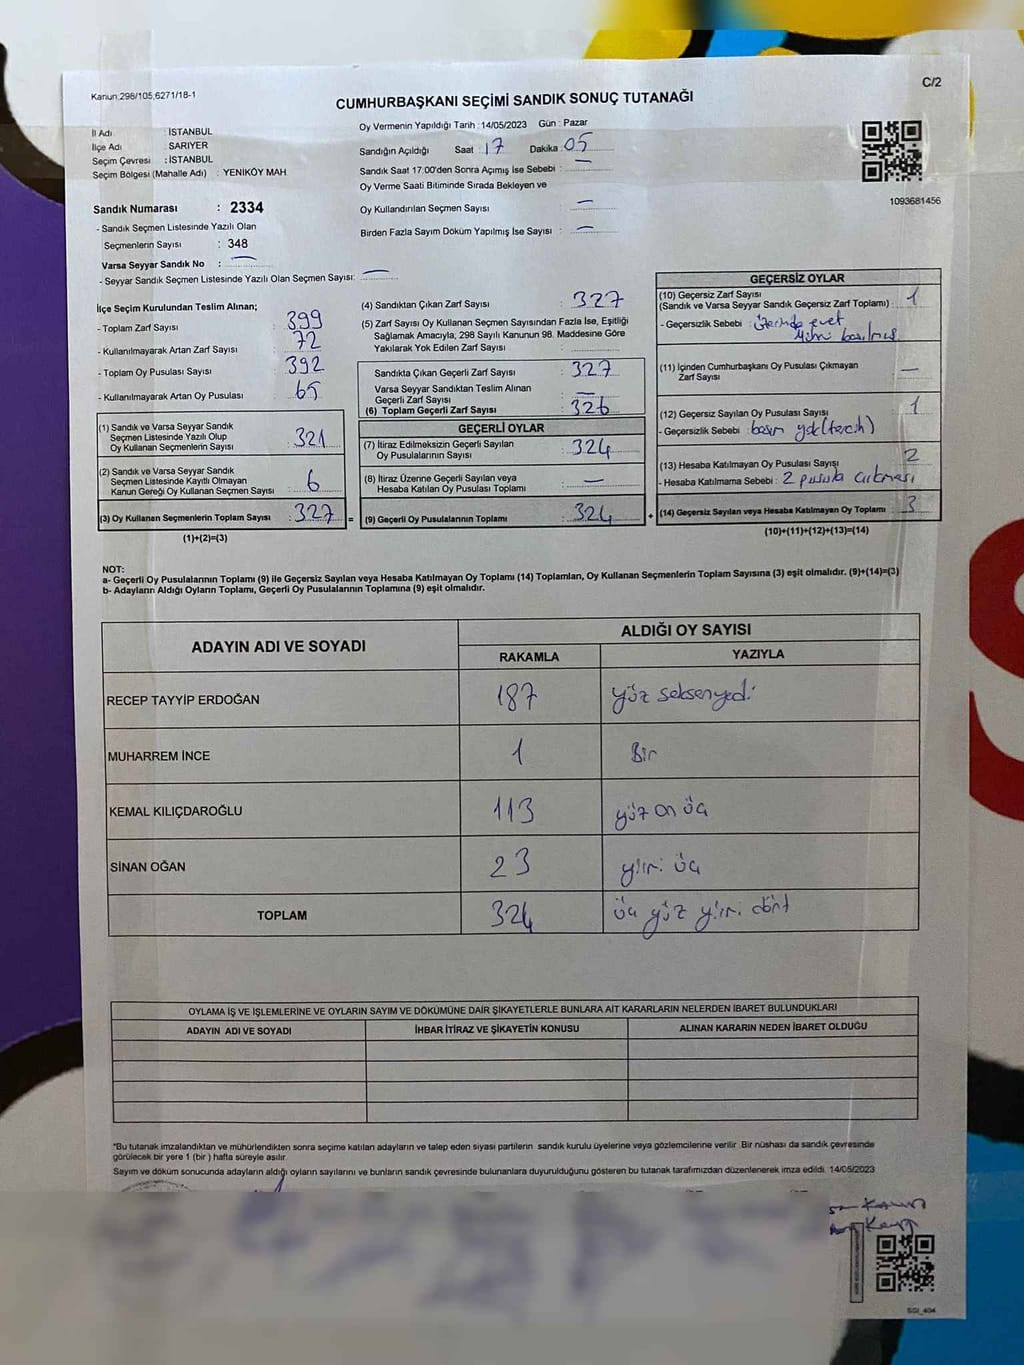 Kanun:298/105,6271/18-1
C/2
CUMHURBAŞKANI SEÇİMİ SANDIK SONUÇ TUTANAĞI
Oy Vermenin Yapıldığı Tarih : 14/05/2023 Gün : Pazar
İl Adı : İSTANBUL
İlçe Adı : SARIYER
Seçim Çevresi : İSTANBUL
Seçim Bölgesi (Mahalle Adı) : YENİKÖY MAH
Sandığın Açıldığı Saat : 17 Dakika : 05
Sandık Saat 17:00'den Sonra Açımış İse Sebebi : —
Oy Verme Saati Bitiminde Sırada Bekleyen ve
Oy Kullandırılan Seçmen Sayısı : —
Birden Fazla Sayım Döküm Yapılmış İse Sayısı : —
1093681456
Sandık Numarası : 2334
- Sandık Seçmen Listesinde Yazılı Olan
Seçmenlerin Sayısı : 348
Varsa Seyyar Sandık No : —
- Seyyar Sandık Seçmen Listesinde Yazılı Olan Seçmen Sayısı: —
İlçe Seçim Kurulundan Teslim Alınan;
- Toplam Zarf Sayısı : 399
- Kullanılmayarak Artan Zarf Sayısı : 72
- Toplam Oy Pusulası Sayısı : 392
- Kullanılmayarak Artan Oy Pusulası : 65
(1) Sandık ve Varsa Seyyar Sandık
Seçmen Listesinde Yazılı Olup
Oy Kullanan Seçmenlerin Sayısı : 321
(2) Sandık ve Varsa Seyyar Sandık
Seçmen Listesinde Kayıtlı Olmayan
Kanun Gereği Oy Kullanan Seçmen Sayısı : 6
(3) Oy Kullanan Seçmenlerin Toplam Sayısı : 327 =
(1)+(2)=(3)
(4) Sandıktan Çıkan Zarf Sayısı : 327
(5) Zarf Sayısı Oy Kullanan Seçmen Sayısından Fazla İse, Eşitliği
Sağlamak Amacıyla, 298 Sayılı Kanunun 98. Maddesine Göre
Yakılarak Yok Edilen Zarf Sayısı :
Sandıkta Çıkan Geçerli Zarf Sayısı : 327
Varsa Seyyar Sandıktan Teslim Alınan
Geçerli Zarf Sayısı : —
(6) Toplam Geçerli Zarf Sayısı : 326
GEÇERLİ OYLAR
(7) İtiraz Edilmeksizin Geçerli Sayılan
Oy Pusulalarının Sayısı : 324
(8) İtiraz Üzerine Geçerli Sayılan veya
Hesaba Katılan Oy Pusulası Toplamı : —
(9) Geçerli Oy Pusulalarının Toplamı : 324 +
GEÇERSİZ OYLAR
(10) Geçersiz Zarf Sayısı
(Sandık ve Varsa Seyyar Sandık Geçersiz Zarf Toplamı) : 1
- Geçersizlik Sebebi : üzerinde evet
mühri basılmış
(11) İçinden Cumhurbaşkanı Oy Pusulası Çıkmayan
Zarf Sayısı : —
(12) Geçersiz Sayılan Oy Pusulası Sayısı : 1
- Geçersizlik Sebebi : basım yok(tercih)
(13) Hesaba Katılmayan Oy Pusulası Sayısı : 2
- Hesaba Katılmama Sebebi : 2 pusula çıkması
(14) Geçersiz Sayılan veya Hesaba Katılmayan Oy Toplamı : 3
(10)+(11)+(12)+(13)=(14)
NOT:
a- Geçerli Oy Pusulalarının Toplamı (9) ile Geçersiz Sayılan veya Hesaba Katılmayan Oy Toplamı (14) Toplamları, Oy Kullanan Seçmenlerin Toplam Sayısına (3) eşit olmalıdır. (9)+(14)=(3)
b- Adayların Aldığı Oyların Toplamı, Geçerli Oy Pusulalarının Toplamına (9) eşit olmalıdır.
ADAYIN ADI VE SOYADI
ALDIĞI OY SAYISI
RAKAMLA YAZIYLA
RECEP TAYYİP ERDOĞAN 187 yüz seksenyedi
MUHARREM İNCE 1 Bir
KEMAL KILIÇDAROĞLU 113 yüz on üç
SİNAN OĞAN 23 yirmi üç
TOPLAM 324 üç yüz yirmi dört
OYLAMA İŞ VE İŞLEMLERİNE VE OYLARIN SAYIM VE DÖKÜMÜNE DAİR ŞİKAYETLERLE BUNLARA AİT KARARLARIN NELERDEN İBARET BULUNDUKLARI
ADAYIN ADI VE SOYADI İHBAR İTİRAZ VE ŞİKAYETİN KONUSU ALINAN KARARIN NEDEN İBARET OLDUĞU
*Bu tutanak imzalandıktan ve mühürlendikten sonra seçime katılan adayların ve talep eden siyasi partilerin sandık kurulu üyelerine veya gözlemcilerine verilir. Bir nüshası da sandık çevresinde
görülecek bir yere 1 (bir) hafta süreyle asılır.
Sayım ve döküm sonucunda adayların aldığı oyların sayılarını ve bunların sandık çevresinde bulunanlara duyurulduğunu gösteren bu tutanak tarafımızdan düzenlenerek imza edildi. 14/05/2023
SGI_404